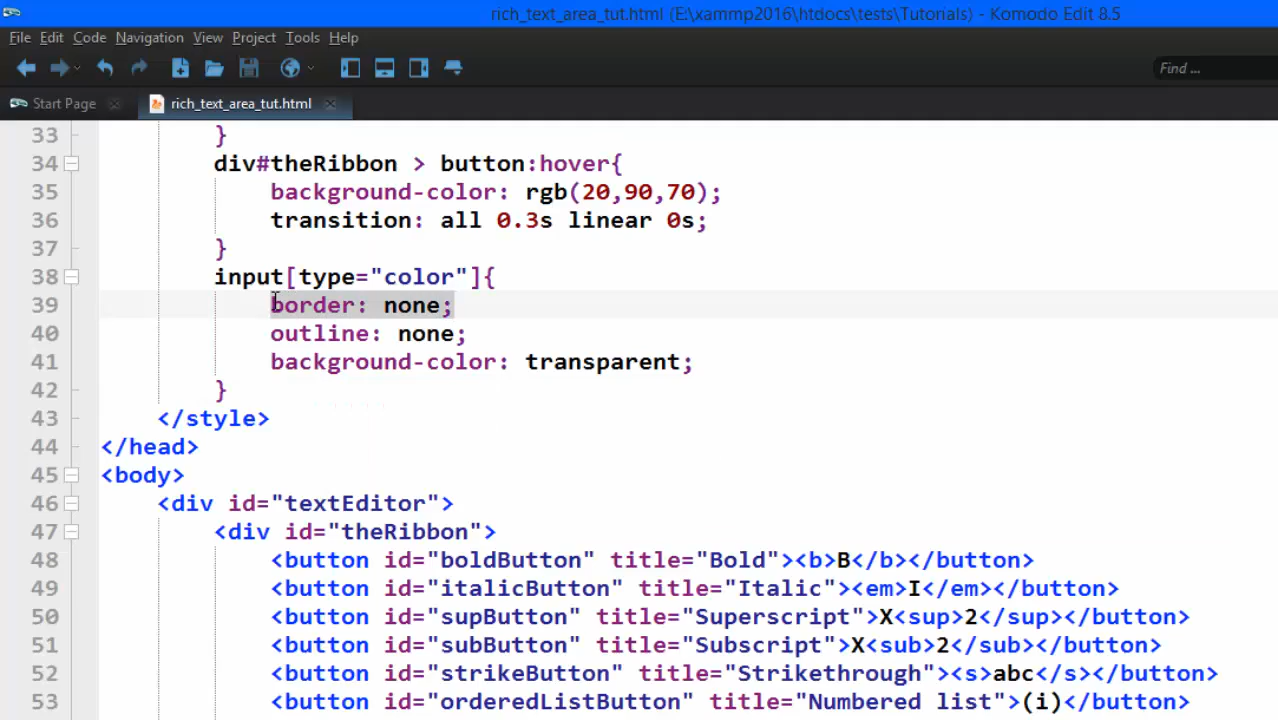 rich_text_area_tut.html (E:\xammp2016\htdocs\tests\Tutorials) - Komodo Edit 8.5
File Edit Code Navigation View Project Tools Help
Find ...
Start Page rich_text_area_tut.html
33 }
34 div#theRibbon > button:hover{
35 background-color: rgb(20,90,70);
36 transition: all 0.3s linear 0s;
37 }
38 input[type="color"]{
39 border: none;
40 outline: none;
41 background-color: transparent;
42 }
43 </style>
44 </head>
45 <body>
46 <div id="textEditor">
47 <div id="theRibbon">
48 <button id="boldButton" title="Bold"><b>B</b></button>
49 <button id="italicButton" title="Italic"><em>I</em></button>
50 <button id="supButton" title="Superscript">X<sup>2</sup></button>
51 <button id="subButton" title="Subscript">X<sub>2</sub></button>
52 <button id="strikeButton" title="Strikethrough"><s>abc</s></button>
53 <button id="orderedListButton" title="Numbered list">(i)</button>